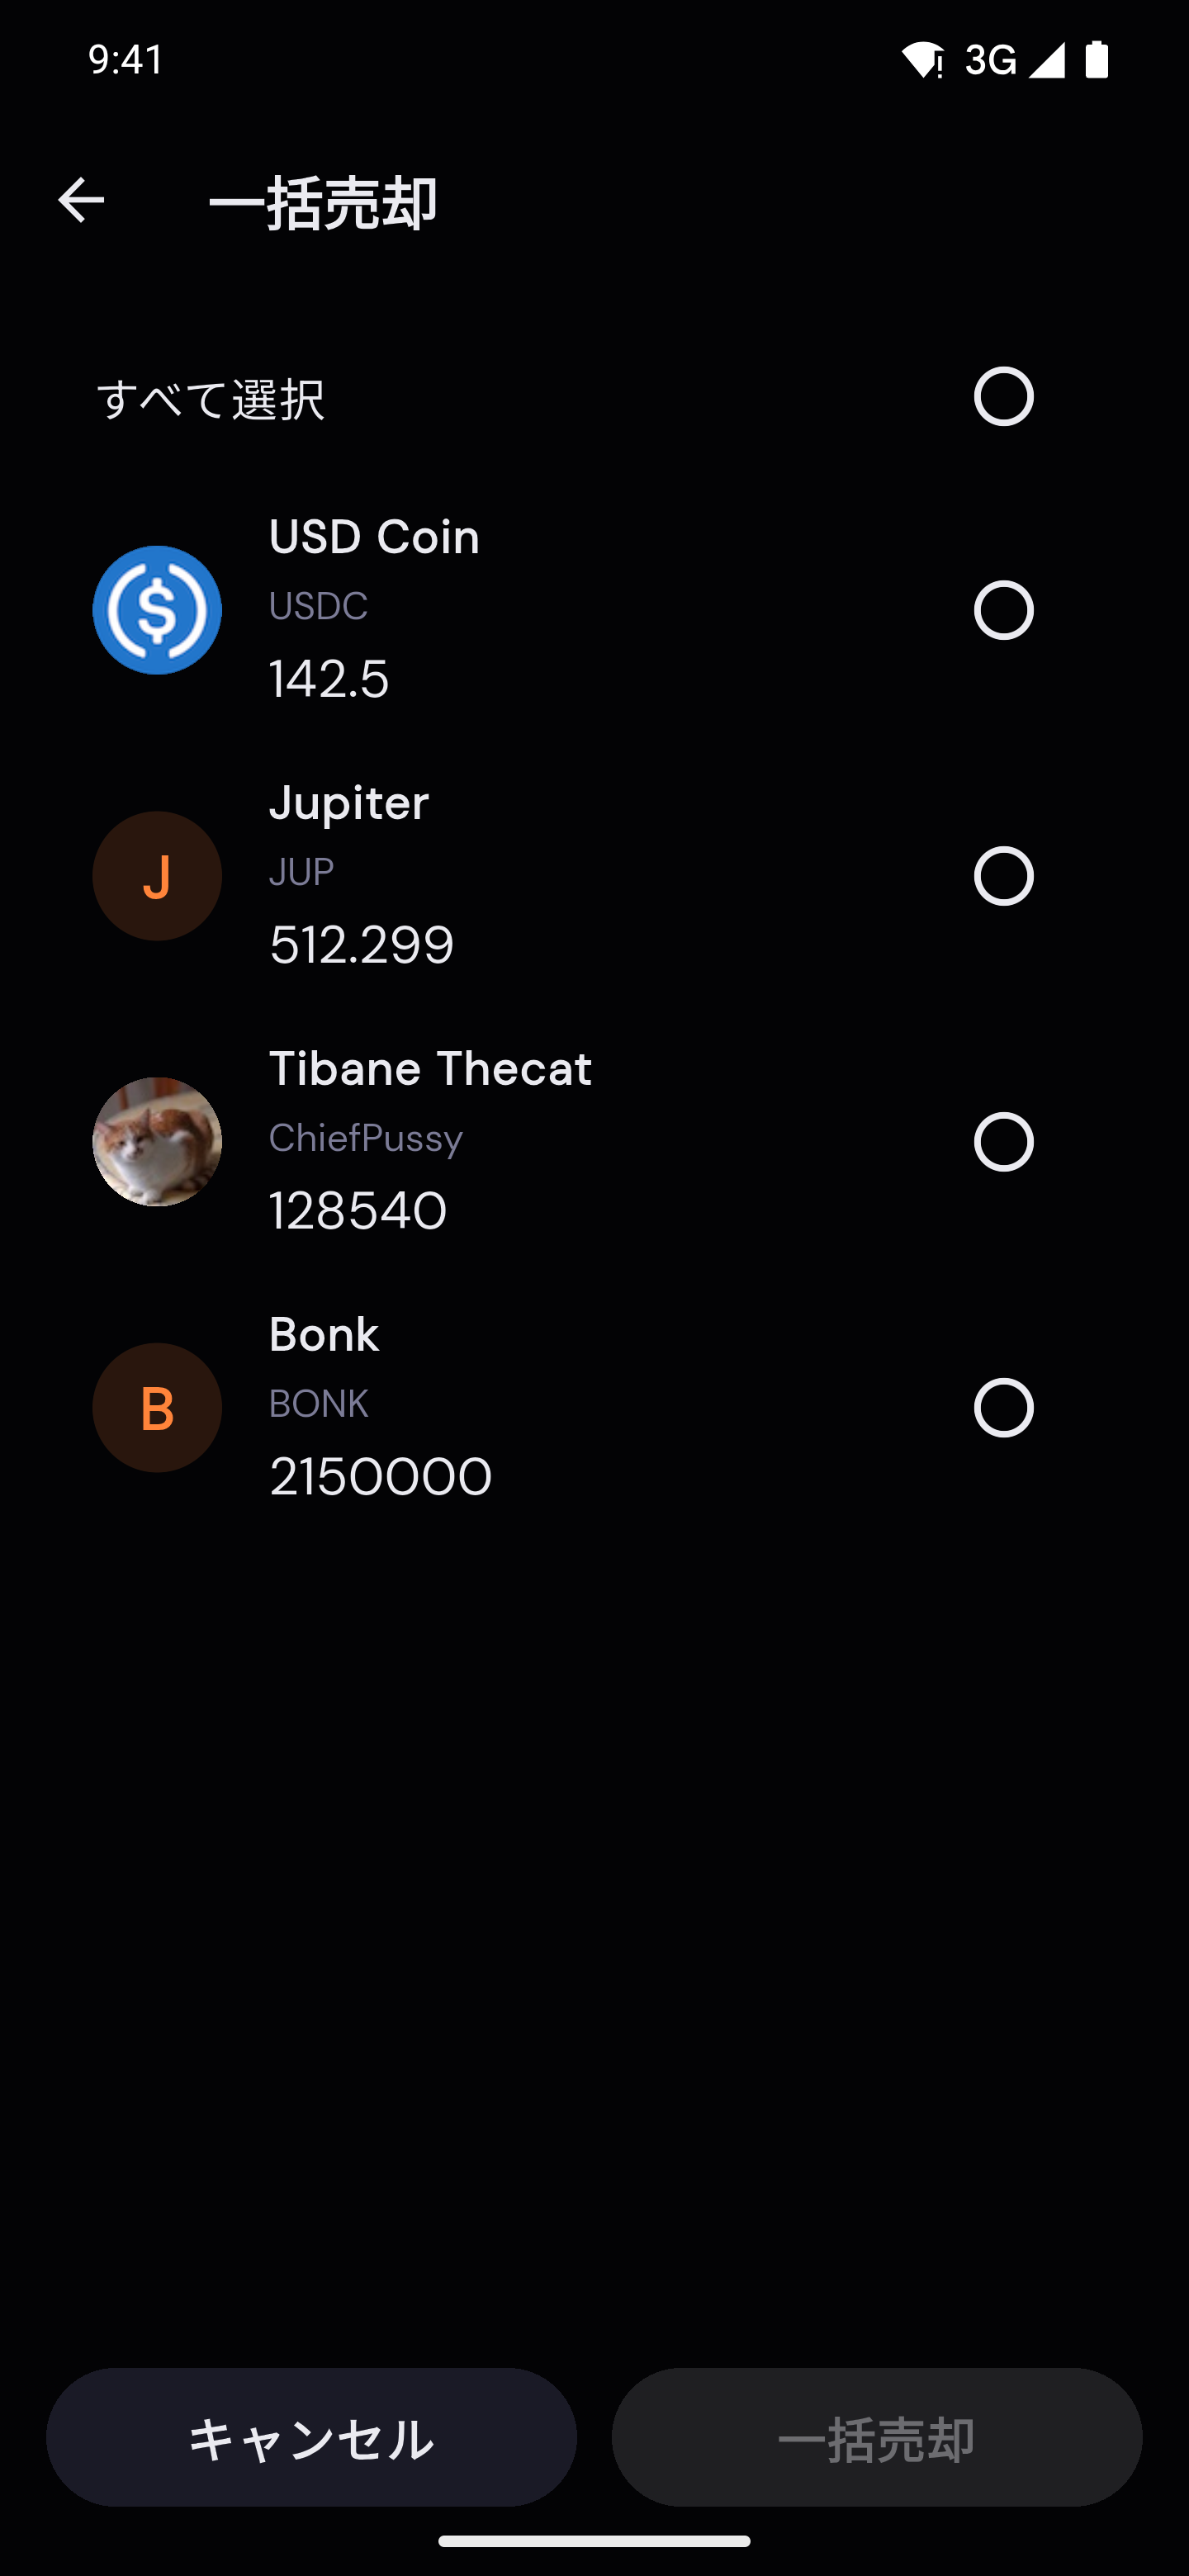 9:41
3G
一括売却
すべて選択
USD Coin
USDC
142.5
J
Jupiter
JUP
512.299
Tibane Thecat
ChiefPussy
128540
B
Bonk
BONK
2150000
キャンセル
一括売却